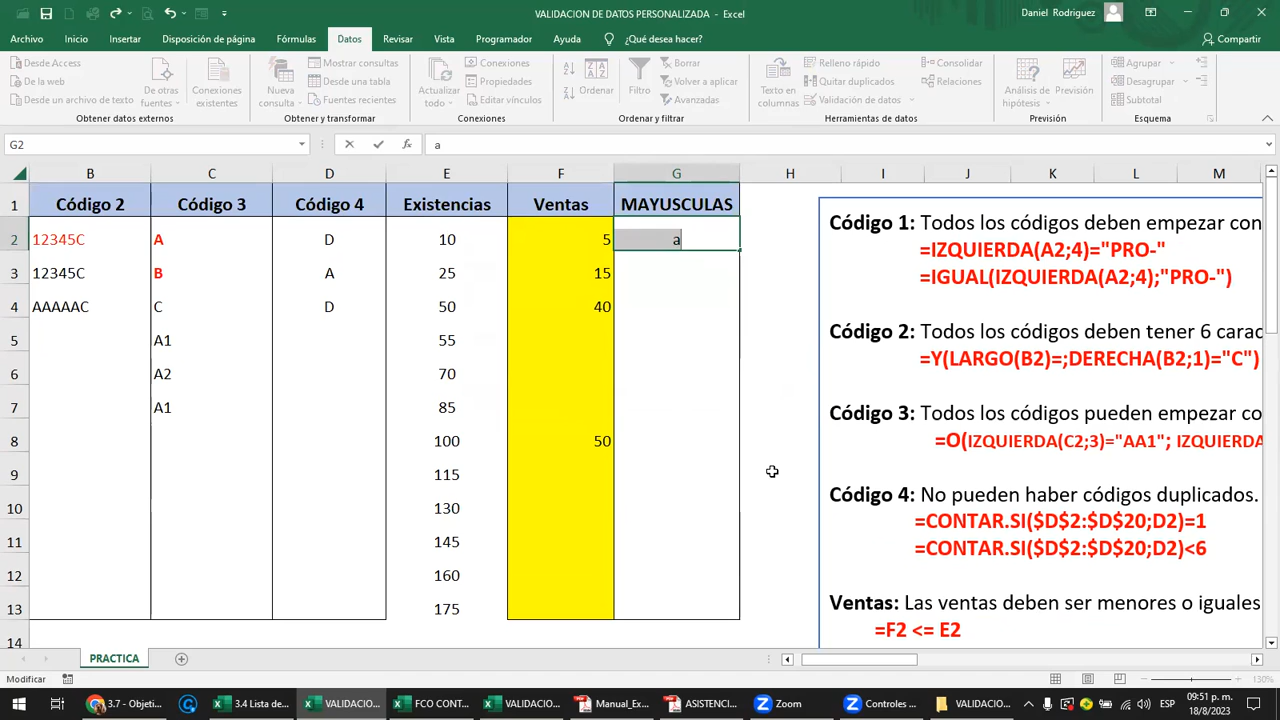 VALIDACION DE DATOS PERSONALIZADA - Excel
Daniel Rodriguez
Archivo Inicio Insertar Disposición de página Fórmulas Datos Revisar Vista Programador Ayuda ¿Qué desea hacer? Compartir
Desde Access
De la web
Desde un archivo de texto
De otras fuentes
Conexiones existentes
Obtener datos externos
Nueva consulta
Mostrar consultas
Desde una tabla
Fuentes recientes
Obtener y transformar
Actualizar todo
Conexiones
Propiedades
Editar vínculos
Conexiones
Ordenar
Filtro
Borrar
Volver a aplicar
Avanzadas
Ordenar y filtrar
Texto en columnas
Relleno rápido
Quitar duplicados
Validación de datos
Consolidar
Relaciones
Herramientas de datos
Análisis de hipótesis
Previsión
Previsión
Agrupar
Desagrupar
Subtotal
Esquema
G2 fx a
B C D E F G H I J K L M
1 Código 2 Código 3 Código 4 Existencias Ventas MAYUSCULAS
2 12345C A D 10 5 a
3 12345C B A 25 15
4 AAAAAC C D 50 40
5 A1 55
6 A2 70
7 A1 85
8 100 50
9 115
10 130
11 145
12 160
13 175
14
Código 1: Todos los códigos deben empezar con
=IZQUIERDA(A2;4)="PRO-"
=IGUAL(IZQUIERDA(A2;4);"PRO-")
Código 2: Todos los códigos deben tener 6 carac
=Y(LARGO(B2)=;DERECHA(B2;1)="C")
Código 3: Todos los códigos pueden empezar co
=O(IZQUIERDA(C2;3)="AA1"; IZQUIERDA
Código 4: No pueden haber códigos duplicados.
=CONTAR.SI($D$2:$D$20;D2)=1
=CONTAR.SI($D$2:$D$20;D2)<6
Ventas: Las ventas deben ser menores o iguales
=F2 <= E2
PRACTICA
Modificar
130%
3.7 - Objeti...
3.4 Lista de...
VALIDACIO...
FCO CONT...
VALIDACIO...
Manual_Ex...
ASISTENCI...
Zoom
Controles ...
VALIDACIO...
09:51 p. m.
18/8/2023